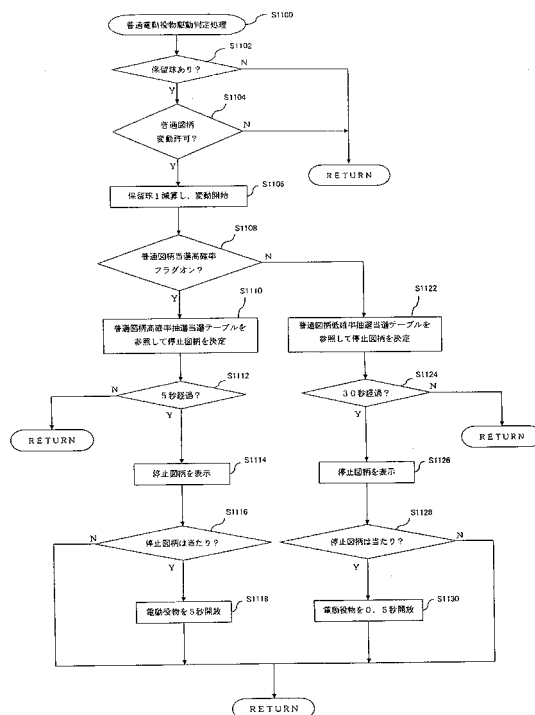 S1100
普通電動役物駆動判定処理
S1102
保留球あり?
N
Y
S1104
普通図柄
変動許可?
N
Y
RETURN
S1106
保留球1減算し、変動開始
S1108
普通図柄当選高確率
フラグオン?
N
Y
S1110
普通図柄高確率抽選当選テーブルを
参照して停止図柄を決定
S1122
普通図柄低確率抽選当選テーブルを
参照して停止図柄を決定
S1112
5秒経過?
N
Y
RETURN
S1124
30秒経過?
N
Y
RETURN
S1114
停止図柄を表示
S1126
停止図柄を表示
S1116
停止図柄は当たり?
N
Y
S1128
停止図柄は当たり?
N
Y
S1118
電動役物を5秒開放
S1130
電動役物を0.5秒開放
RETURN